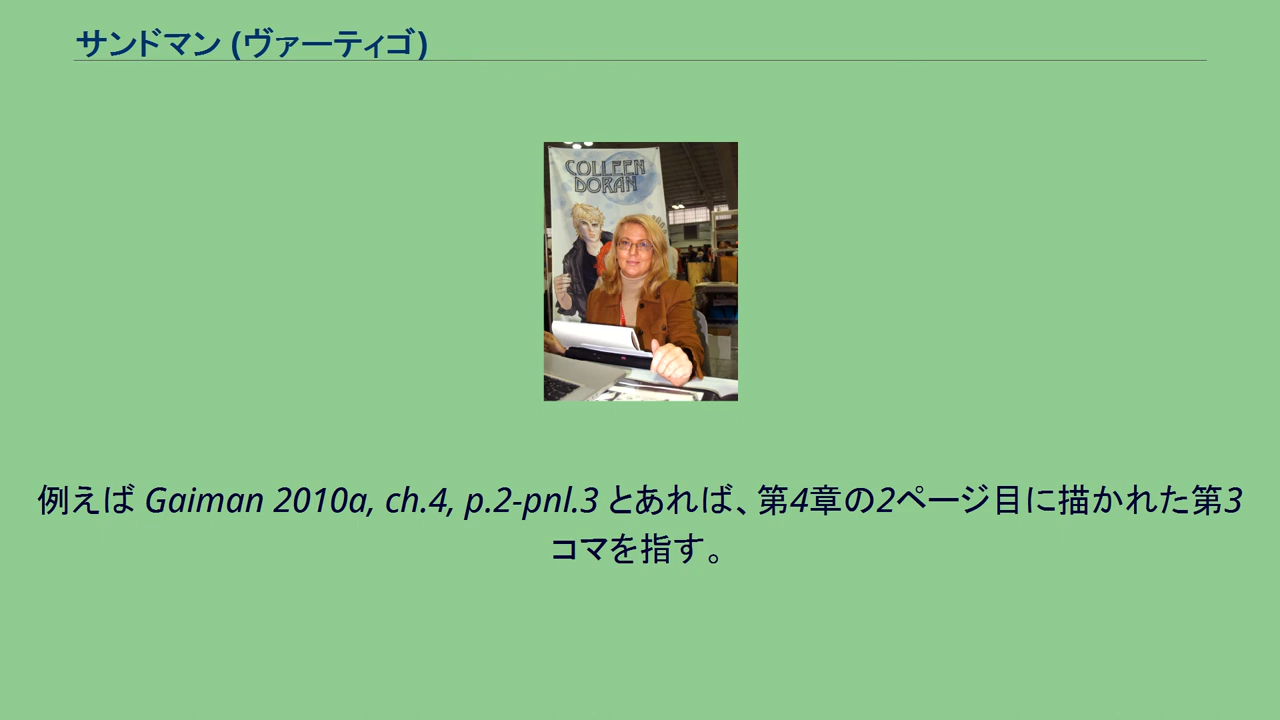 サンドマン (ヴァーティゴ)
COLLEEN
DORAN
例えば Gaiman 2010a, ch.4, p.2-pnl.3 とあれば、第4章の2ページ目に描かれた第3
コマを指す。